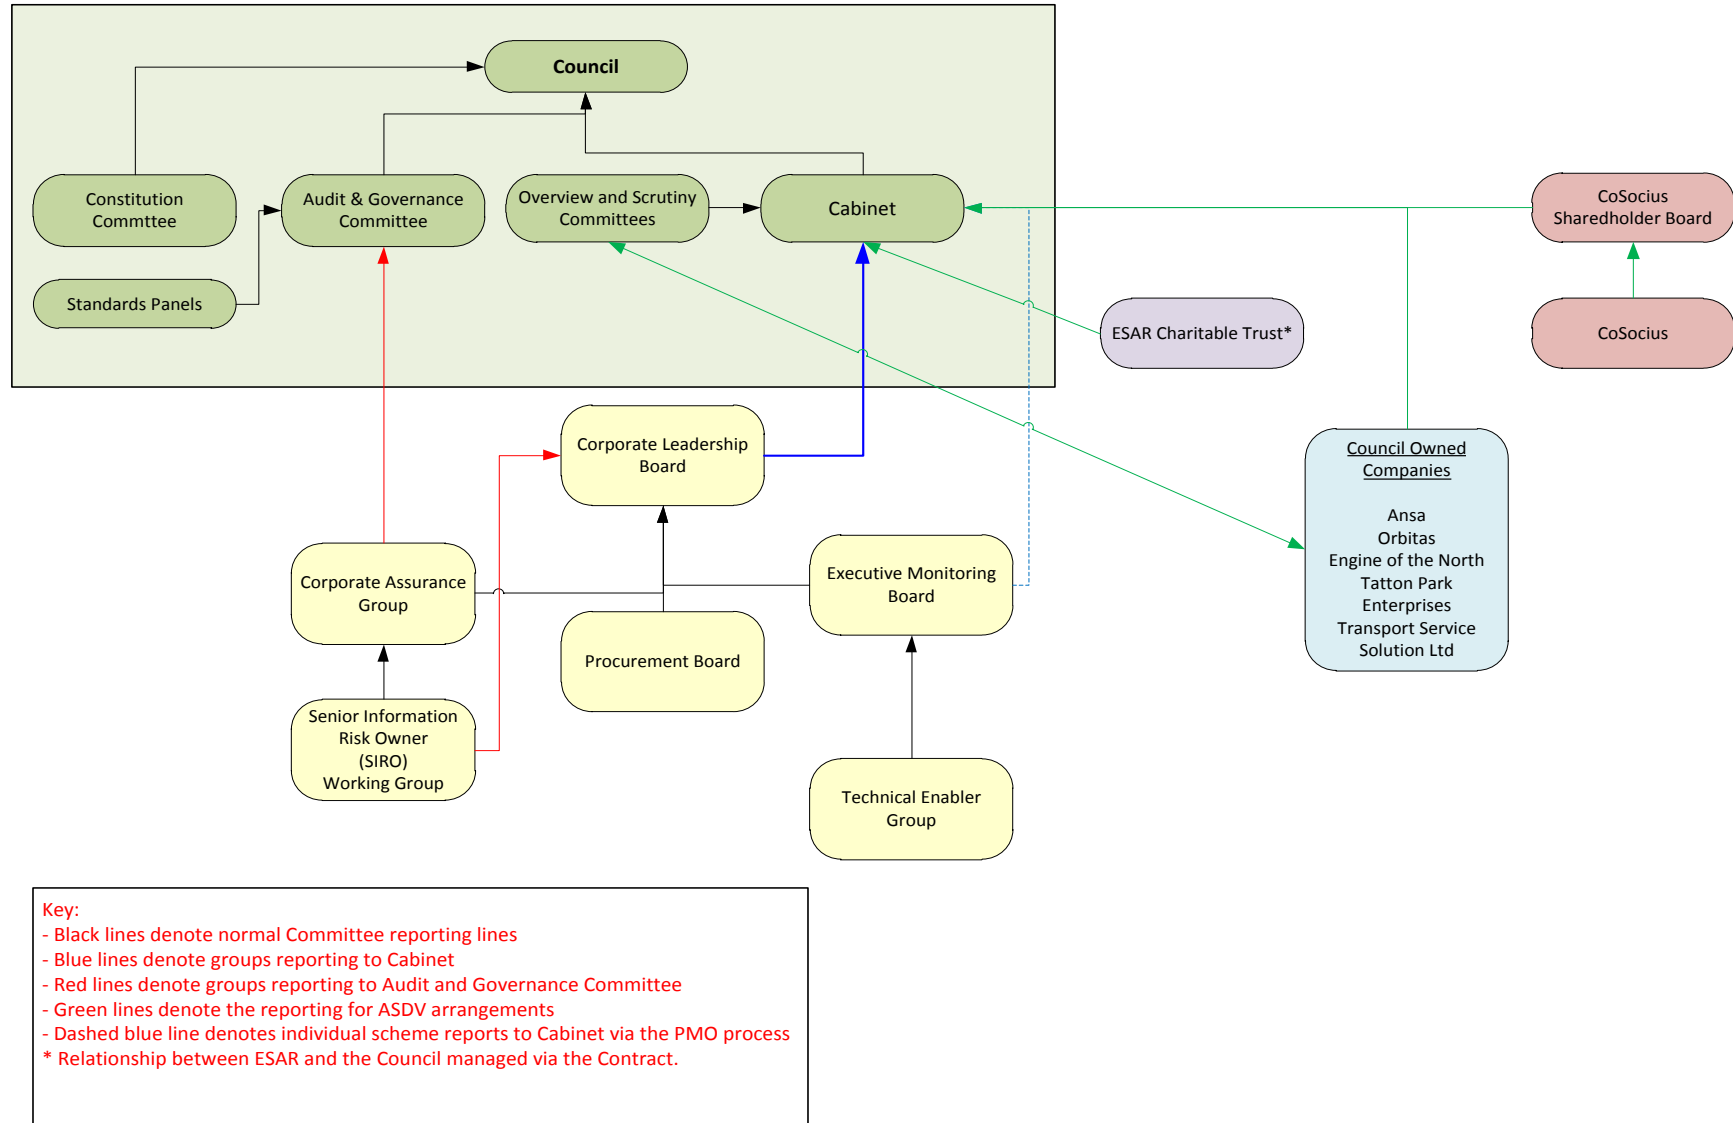 Council
Constitution
Commttee
Audit & Governance
Committee
Overview and Scrutiny
Committees
Cabinet
CoSocius
Sharedholder Board
Standards Panels
ESAR Charitable Trust*
CoSocius
Corporate Leadership
Board
Council Owned
Companies
Ansa
Orbitas
Engine of the North
Tatton Park
Enterprises
Transport Service
Solution Ltd
Corporate Assurance
Group
Executive Monitoring
Board
Procurement Board
Senior Information
Risk Owner
(SIRO)
Working Group
Technical Enabler
Group
Key:
- Black lines denote normal Committee reporting lines
- Blue lines denote groups reporting to Cabinet
- Red lines denote groups reporting to Audit and Governance Committee
- Green lines denote the reporting for ASDV arrangements
- Dashed blue line denotes individual scheme reports to Cabinet via the PMO process
* Relationship between ESAR and the Council managed via the Contract.